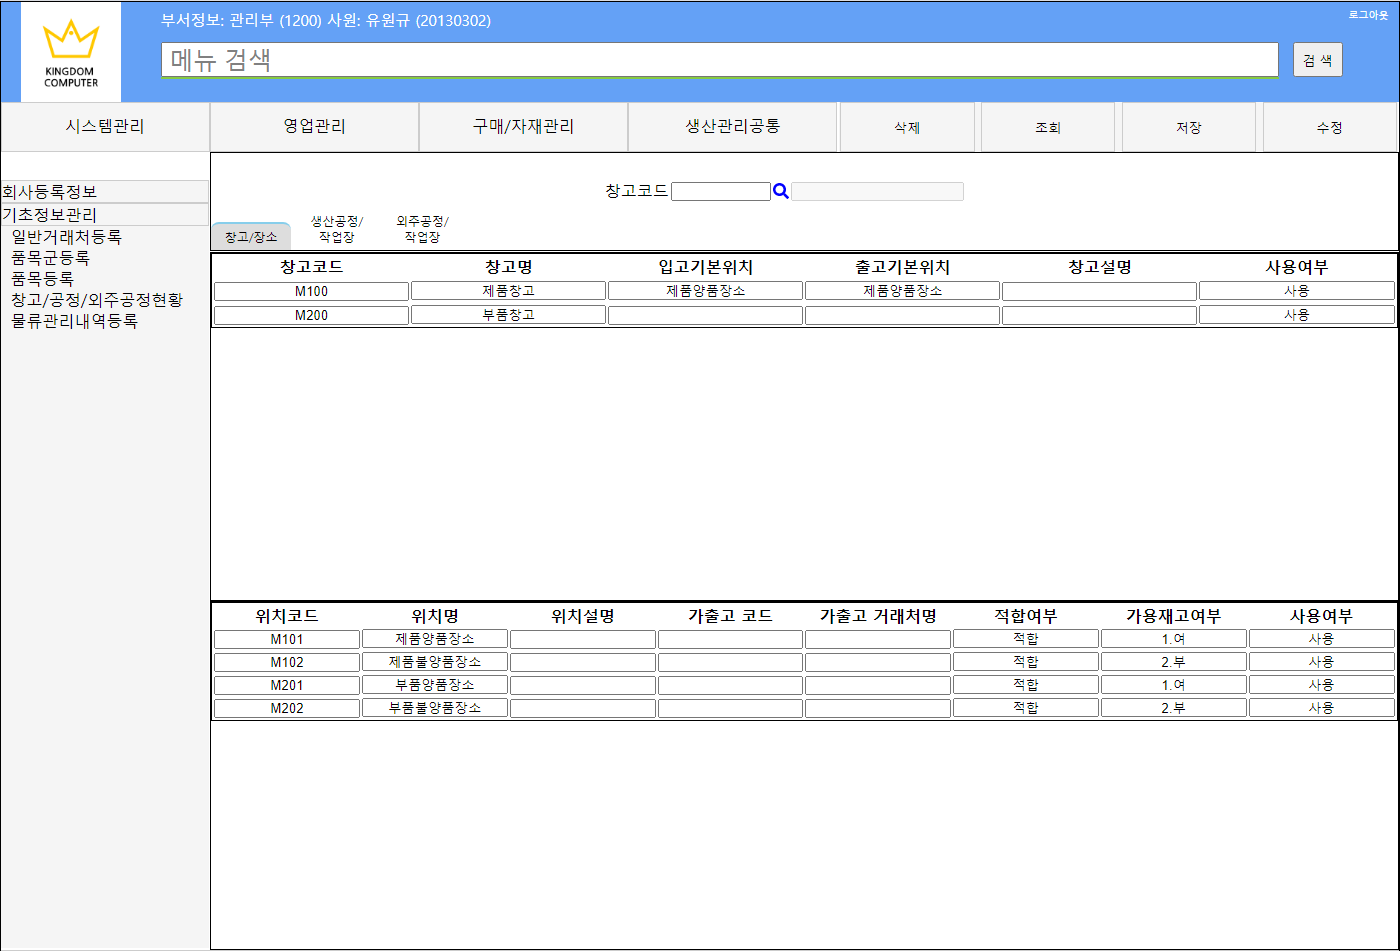 부서정보: 관리부 (1200) 사원: 유원규 (20130302)
로그아웃
KINGDOM
COMPUTER
메뉴 검색
검 색
시스템관리 영업관리 구매/자재관리 생산관리공통 삭제 조회 저장 수정
회사등록정보
기초정보관리
일반거래처등록
품목군등록
품목등록
창고/공정/외주공정현황
물류관리내역등록
창고코드
창고/장소
생산공정/
작업장
외주공정/
작업장
창고코드 창고명 입고기본위치 출고기본위치 창고설명 사용여부
M100 제품창고 제품양품장소 제품양품장소 사용
M200 부품창고 사용
위치코드 위치명 위치설명 가출고 코드 가출고 거래처명 적합여부 가용재고여부 사용여부
M101 제품양품장소 적합 1.여 사용
M102 제품불양품장소 적합 2.부 사용
M201 부품양품장소 적합 1.여 사용
M202 부품불양품장소 적합 2.부 사용